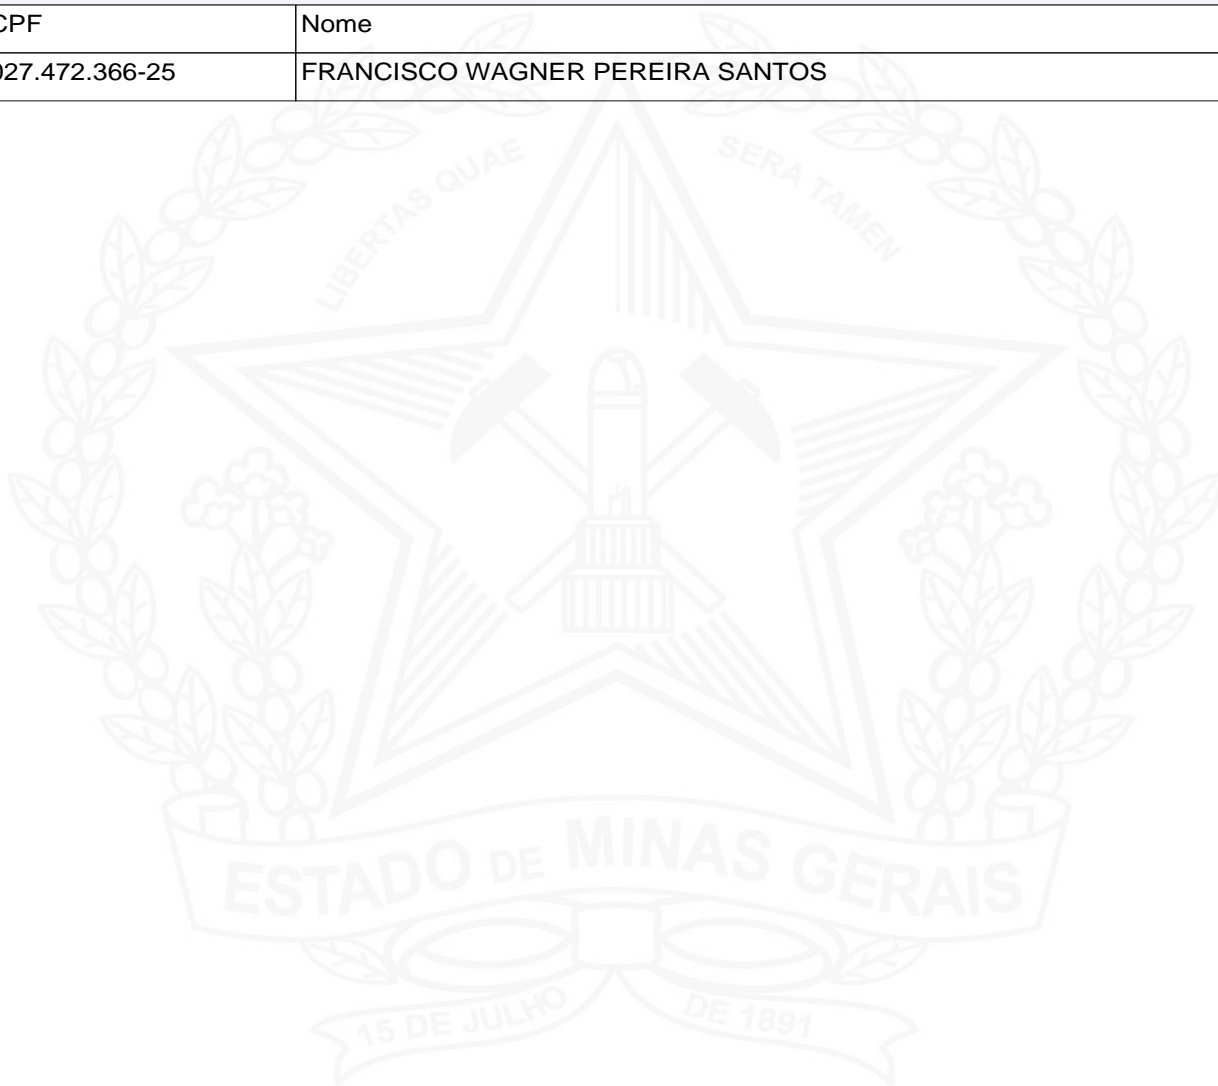 CPF Nome
027.472.366-25 FRANCISCO WAGNER PEREIRA SANTOS
LIBERTAS QUAE SERA TAMEN
ESTADO DE MINAS GERAIS
15 DE JULHO DE 1891